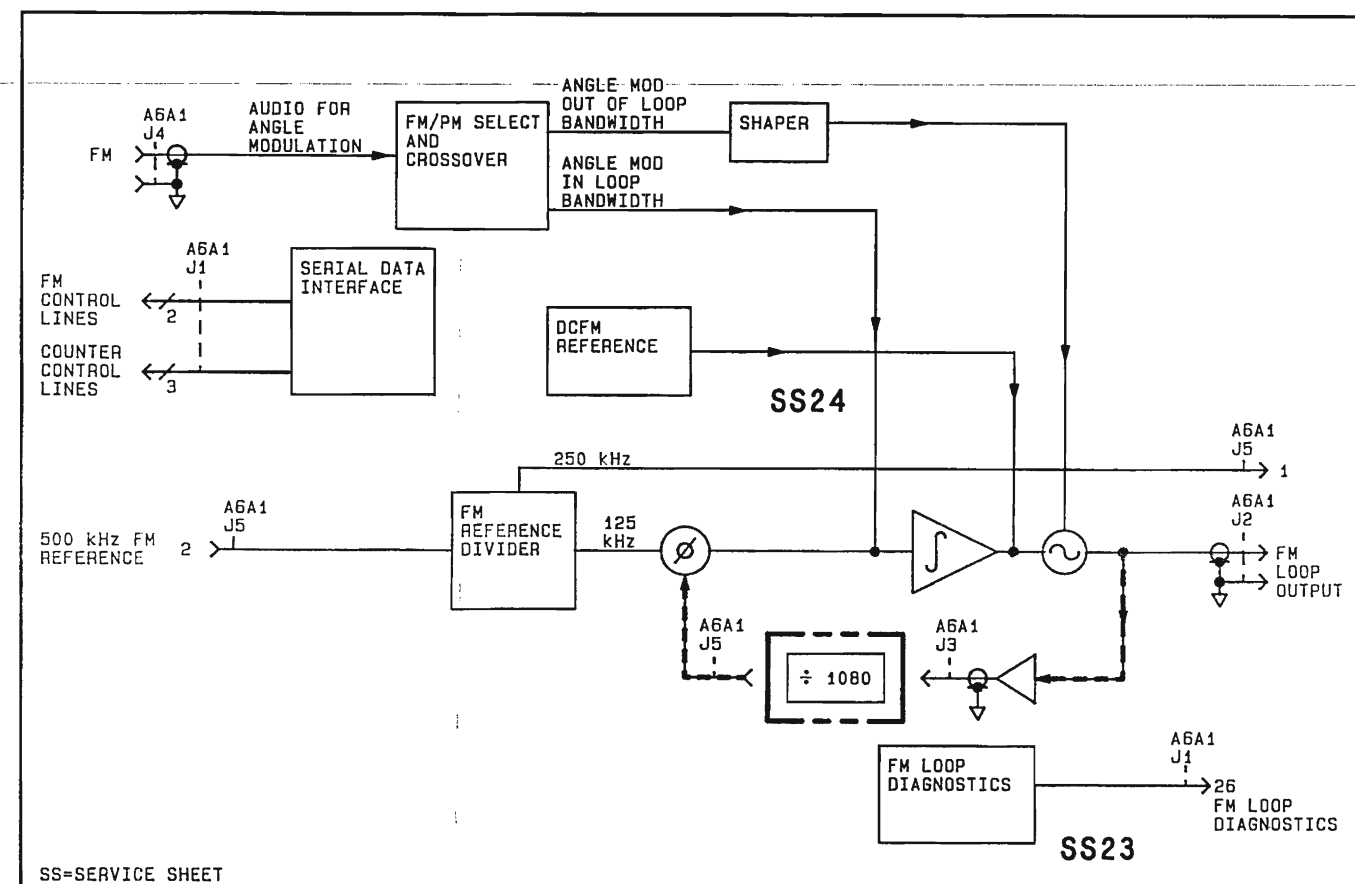 ANGLE MOD
OUT OF LOOP
BANDWIDTH
A6A1
J4
AUDIO FOR
ANGLE
MODULATION
FM/PM SELECT
AND
CROSSOVER
SHAPER
FM
ANGLE MOD
IN LOOP
BANDWIDTH
A6A1
J1
SERIAL DATA
INTERFACE
FM
CONTROL
LINES
2
DCFM
REFERENCE
COUNTER
CONTROL
LINES
3
SS24
A6A1
J5
250 kHz
1
A6A1
J5
FM
REFERENCE
DIVIDER
125
kHz
Ø
∫
A6A1
J2
500 kHz FM
REFERENCE
2
FM
LOOP
OUTPUT
A6A1
J5
÷ 1080
A6A1
J3
FM LOOP
DIAGNOSTICS
A6A1
J1
26
FM LOOP
DIAGNOSTICS
SS23
SS=SERVICE SHEET